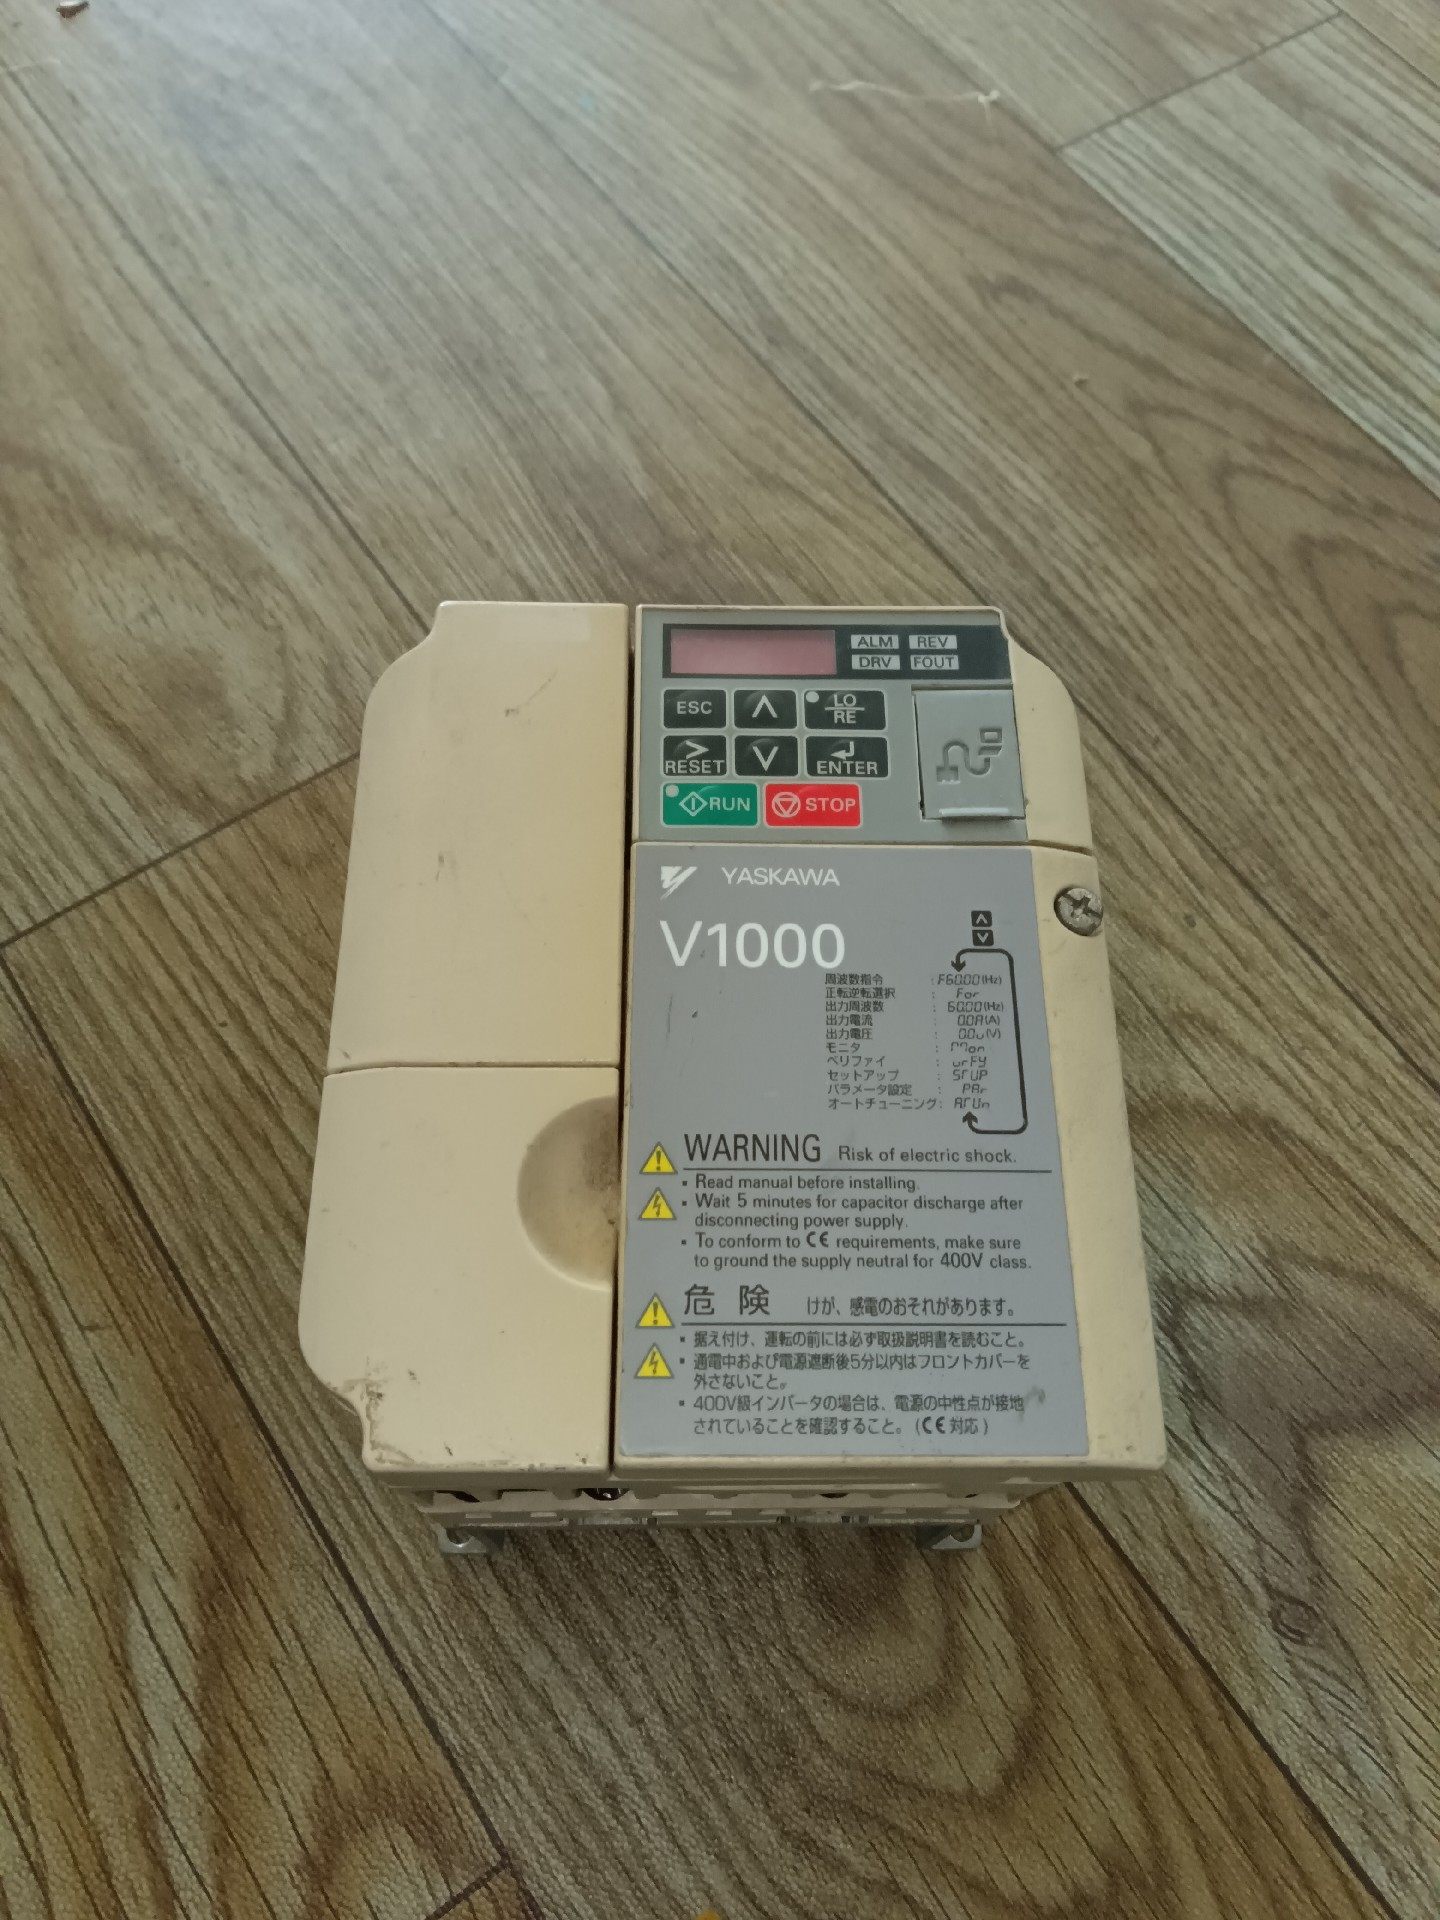 ALM REV
DRV FOUT
ESC
LO
RE
RESET
ENTER
RUN
STOP
YASKAWA
V1000
周波数指令 : F60.00(Hz)
正転逆転選択 : For
出力周波数 : 60.00(Hz)
出力電流 : 0.0A(A)
出力電圧 : 0.0u(V)
モニタ : Mon
ベリファイ : urFy
セットアップ : STUP
パラメータ設定 : PAr
オートチューニング: ATUn
WARNING Risk of electric shock.
▪ Read manual before installing.
▪ Wait 5 minutes for capacitor discharge after
disconnecting power supply.
▪ To conform to CE requirements, make sure
to ground the supply neutral for 400V class.
危 険 けが、感電のおそれがあります。
▪ 据え付け、運転の前には必ず取扱説明書を読むこと。
▪ 通電中および電源遮断後5分以内はフロントカバーを
外さないこと。
▪ 400V級インバータの場合は、電源の中性点が接地
されていることを確認すること。(CE対応)